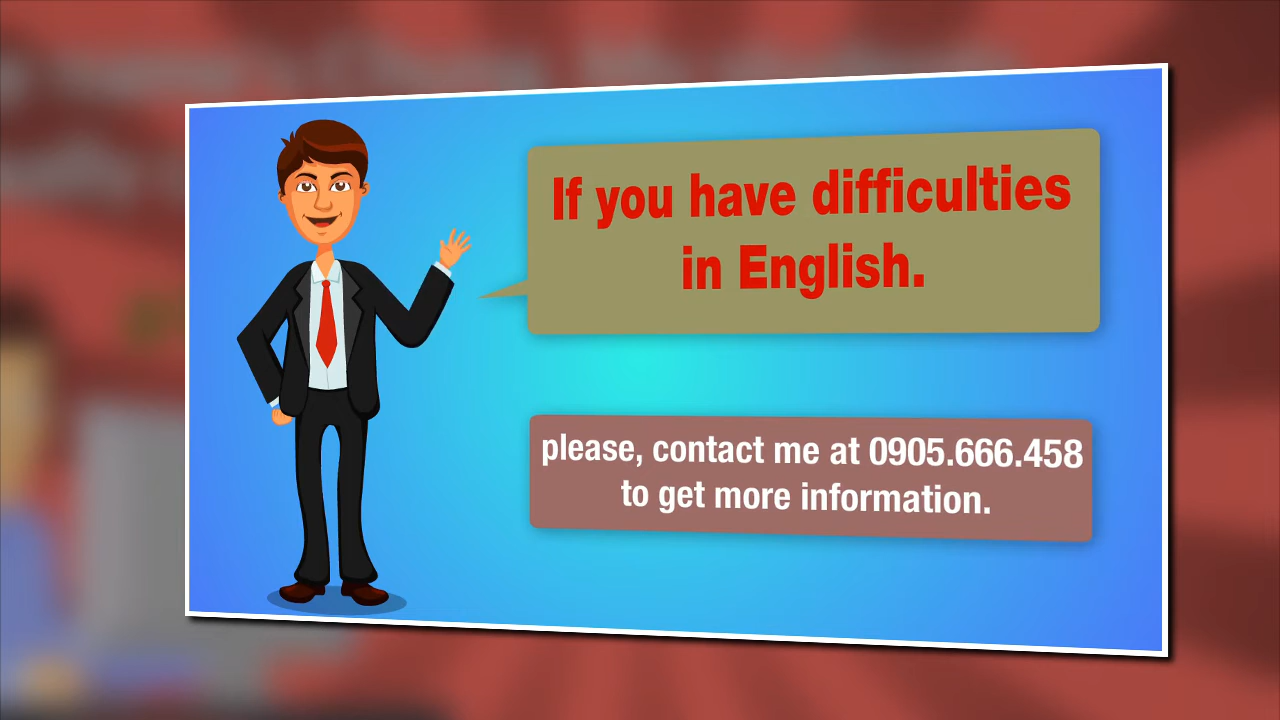 If you have difficulties
in English.
please, contact me at 0905.666.458
to get more information.